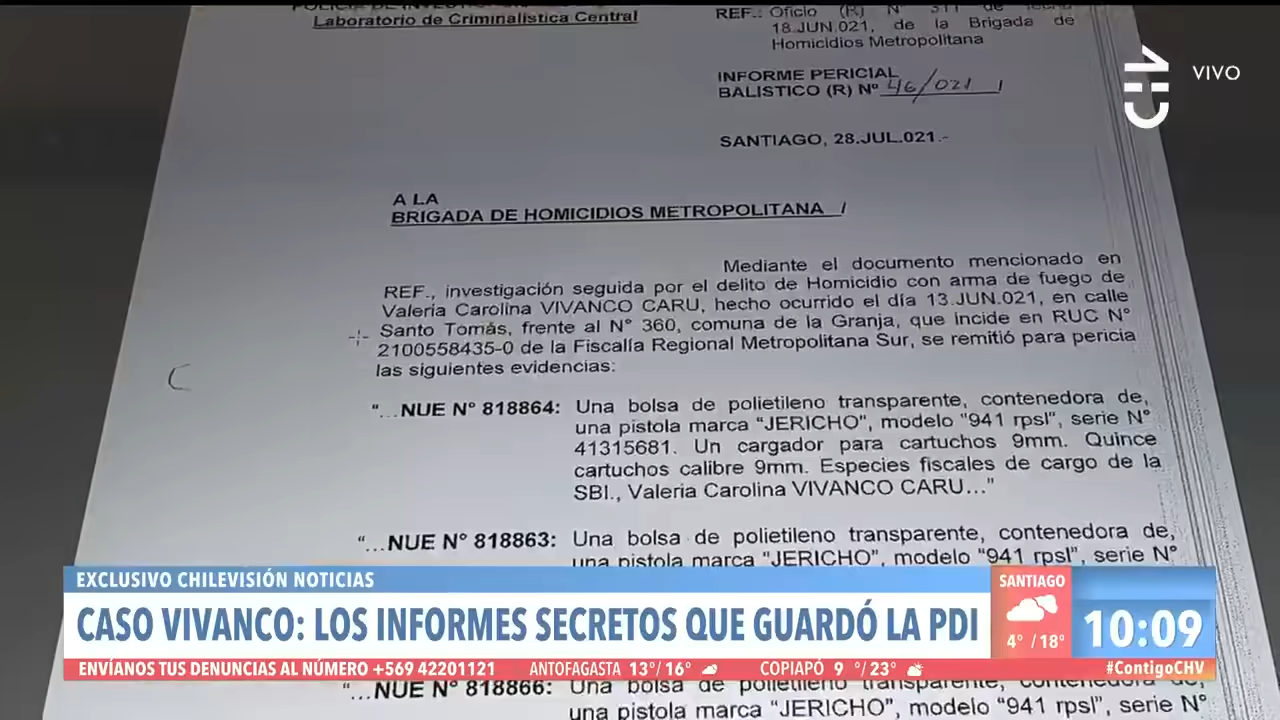 Laboratorio de Criminalística Central
REF.: Oficio (R) N° 311 de fecha
18.JUN.021, de la Brigada de
Homicidios Metropolitana
INFORME PERICIAL
BALISTICO (R) Nº 46/021 /
SANTIAGO, 28.JUL.021.-
A LA
BRIGADA DE HOMICIDIOS METROPOLITANA /
Mediante el documento mencionado en
REF., investigación seguida por el delito de Homicidio con arma de fuego de
Valeria Carolina VIVANCO CARU, hecho ocurrido el día 13.JUN.021, en calle
Santo Tomás, frente al N° 360, comuna de la Granja, que incide en RUC N°
2100558435-0 de la Fiscalía Regional Metropolitana Sur, se remitió para pericia
las siguientes evidencias:
"...NUE N° 818864: Una bolsa de polietileno transparente, contenedora de,
una pistola marca "JERICHO", modelo "941 rpsl", serie N°
41315681. Un cargador para cartuchos 9mm. Quince
cartuchos calibre 9mm. Especies fiscales de cargo de la
SBI., Valeria Carolina VIVANCO CARU..."
"...NUE N° 818863: Una bolsa de polietileno transparente, contenedora de,
una pistola marca "JERICHO", modelo "941 rpsl", serie N°
"...NUE N° 818866: Una bolsa de polietileno transparente, contenedora de,
una pistola marca "JERICHO", modelo "941 rpsl", serie N°
CHV
VIVO
EXCLUSIVO CHILEVISIÓN NOTICIAS
CASO VIVANCO: LOS INFORMES SECRETOS QUE GUARDÓ LA PDI
SANTIAGO
4° / 18°
10:09
ENVÍANOS TUS DENUNCIAS AL NÚMERO +569 42201121 ANTOFAGASTA 13°/16° COPIAPÓ 9 °/23° #ContigoCHV